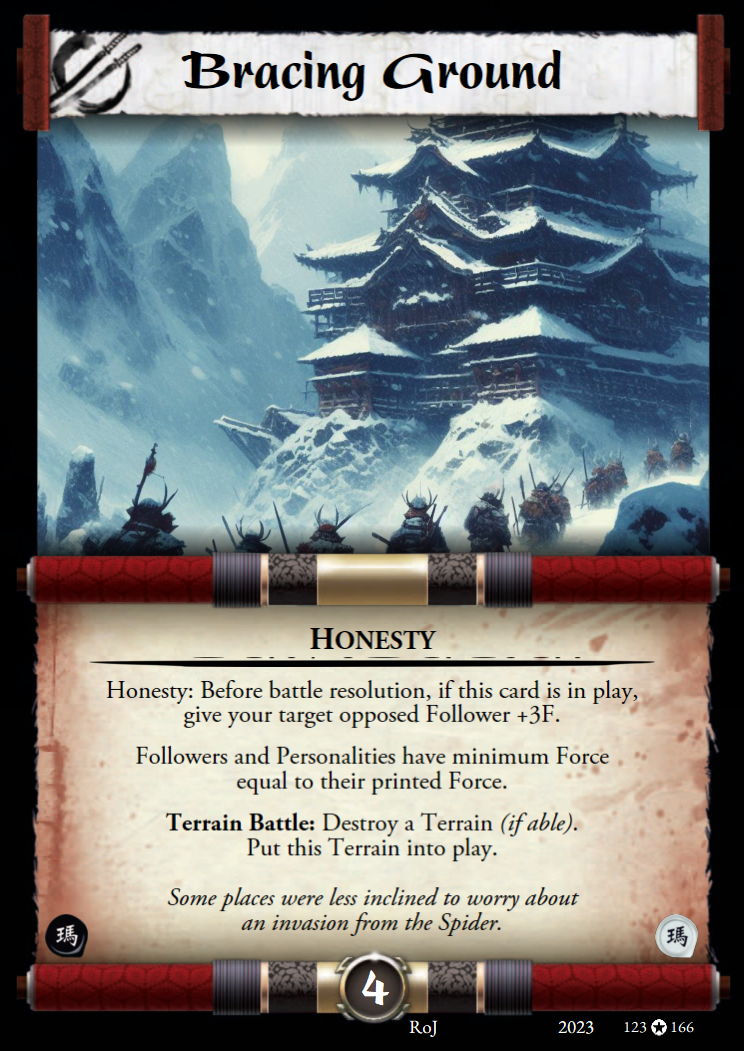 Bracing Ground
HONESTY
Honesty: Before battle resolution, if this card is in play,
give your target opposed Follower +3F.
Followers and Personalities have minimum Force
equal to their printed Force.
Terrain Battle: Destroy a Terrain (if able).
Put this Terrain into play.
Some places were less inclined to worry about
an invasion from the Spider.
瑪 瑪
4
RoJ 2023 123 ✪ 166